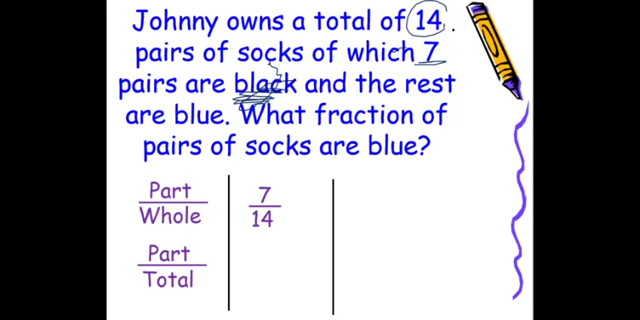 Johnny owns a total of 14.
pairs of socks of which 7
pairs are black and the rest
are blue. What fraction of
pairs of socks are blue?
Part
Whole
7
14
Part
Total